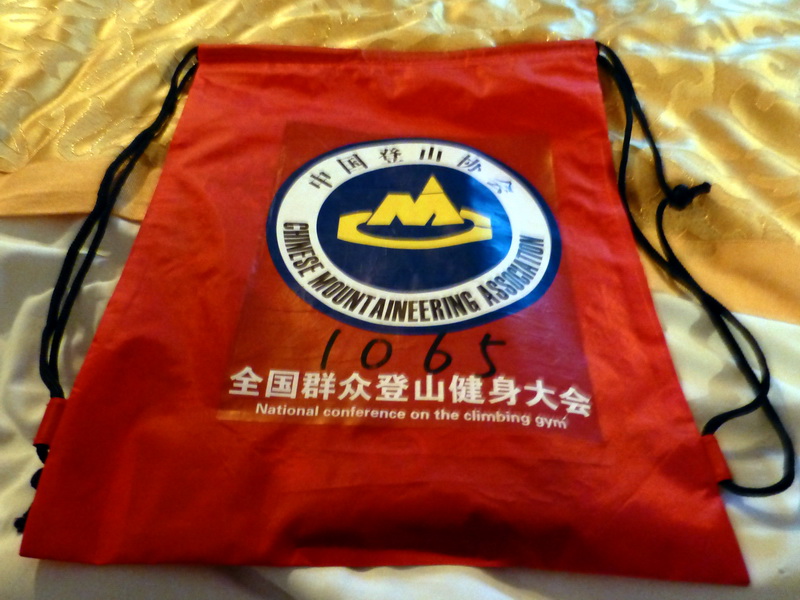 中国登山协会
CHINESE MOUNTAINEERING ASSOCIATION
1065
全国群众登山健身大会
National conference on the climbing gym